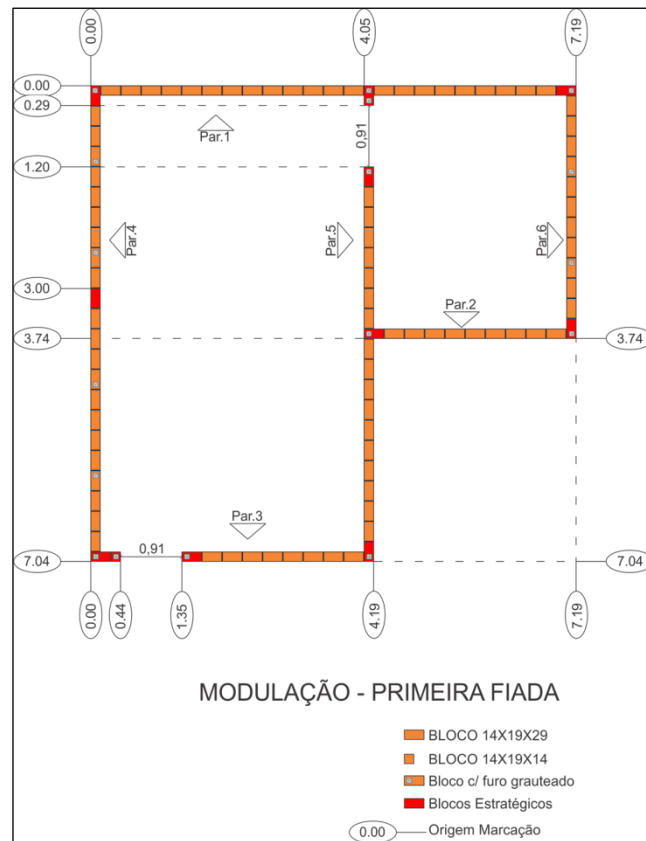 0.00
4.05
7.19
0.00
0.29
0,91
Par.1
1.20
Par.4
Par.5
Par.6
3.00
Par.2
3.74
3.74
Par.3
0,91
7.04
7.04
0.00
0.44
1.35
4.19
7.19
MODULAÇÃO - PRIMEIRA FIADA
BLOCO 14X19X29
BLOCO 14X19X14
Bloco c/ furo grauteado
Blocos Estratégicos
0.00 Origem Marcação